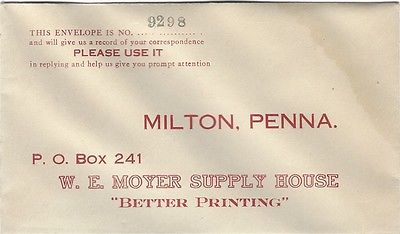 9298
THIS ENVELOPE IS NO. .... ........... .
and will give us a record of your correspondence
PLEASE USE IT
in replying and help us give you prompt attention
MILTON, PENNA.
P. O. BOX 241
W. E. MOYER SUPPLY HOUSE
"BETTER PRINTING"